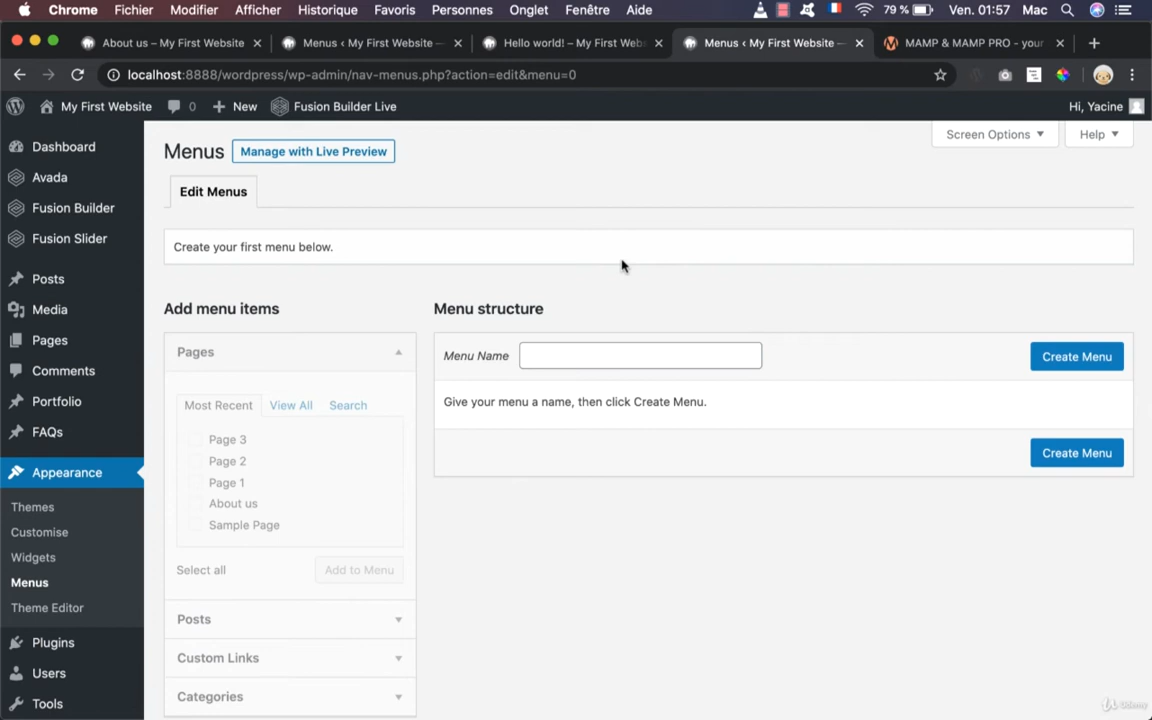 Chrome Fichier Modifier Afficher Historique Favoris Personnes Onglet Fenêtre Aide 79 % Ven. 01:57 Mac
About us – My First Website Menus ‹ My First Website — Hello world! – My First Web Menus ‹ My First Website — MAMP & MAMP PRO - your
localhost:8888/wordpress/wp-admin/nav-menus.php?action=edit&menu=0
My First Website 0 New Fusion Builder Live Hi, Yacine
Screen Options Help
Dashboard
Avada
Fusion Builder
Fusion Slider
Posts
Media
Pages
Comments
Portfolio
FAQs
Appearance
Themes
Customise
Widgets
Menus
Theme Editor
Plugins
Users
Tools
Menus Manage with Live Preview
Edit Menus
Create your first menu below.
Add menu items
Pages
Most Recent View All Search
Page 3
Page 2
Page 1
About us
Sample Page
Select all Add to Menu
Posts
Custom Links
Categories
Menu structure
Menu Name Create Menu
Give your menu a name, then click Create Menu.
Create Menu
Udemy